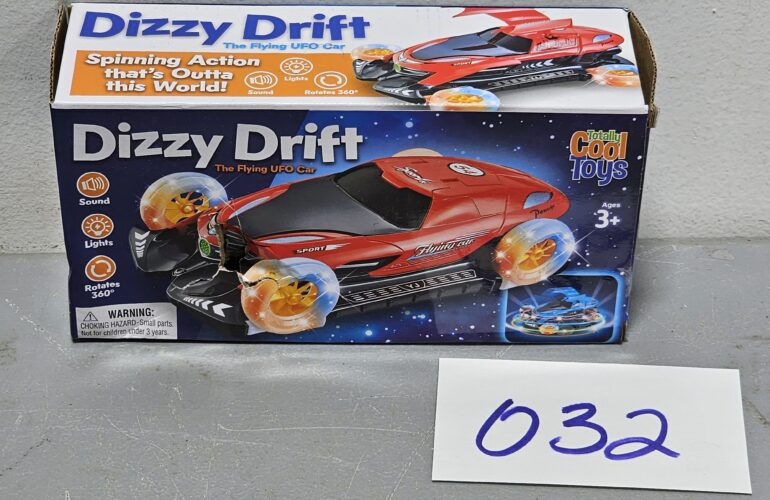 Dizzy Drift
The Flying UFO Car
Spinning Action
that's Outta
this World!
Sound
Lights
Rotates 360°
Dizzy Drift
The Flying UFO Car
Totally
Cool
Toys
Ages
3+
Sound
Lights
Rotates
360°
SPORT
Flying car
Power
WARNING:
CHOKING HAZARD-Small parts.
Not for children under 3 years.
032